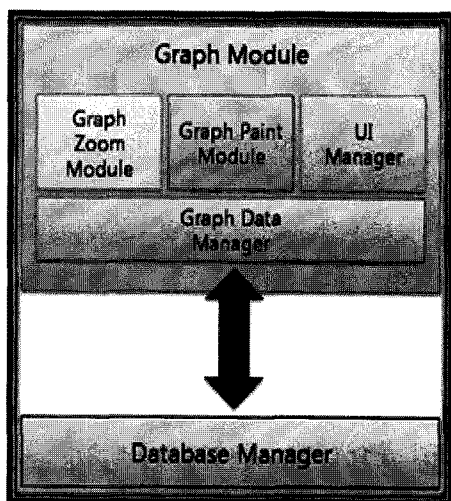 Graph Module
Graph
Zoom
Module
Graph Paint
Module
UI
Manager
Graph Data
Manager
Database Manager